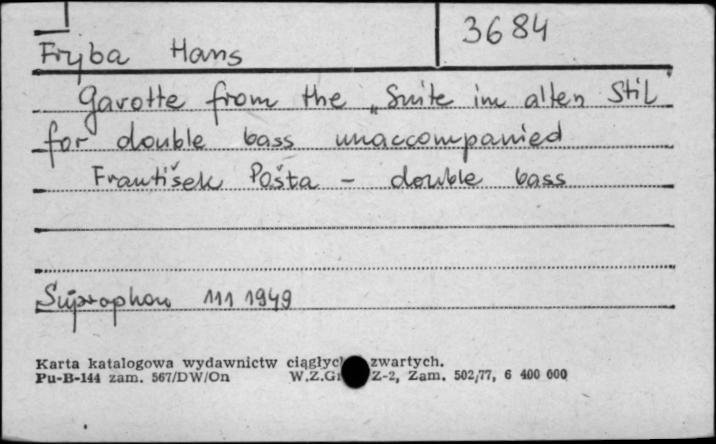 Fryba Hans 3684
Gavotte from the „Suite im alten Stil
for double bass unaccompanied
František Pošta - double bass
Supraphon 111 1949
Karta katalogowa wydawnictw ciągłych zwartych.
Pu-B-144 zam. 567/DW/On W.Z.G Z-2, Zam. 502/77, 6 400 000